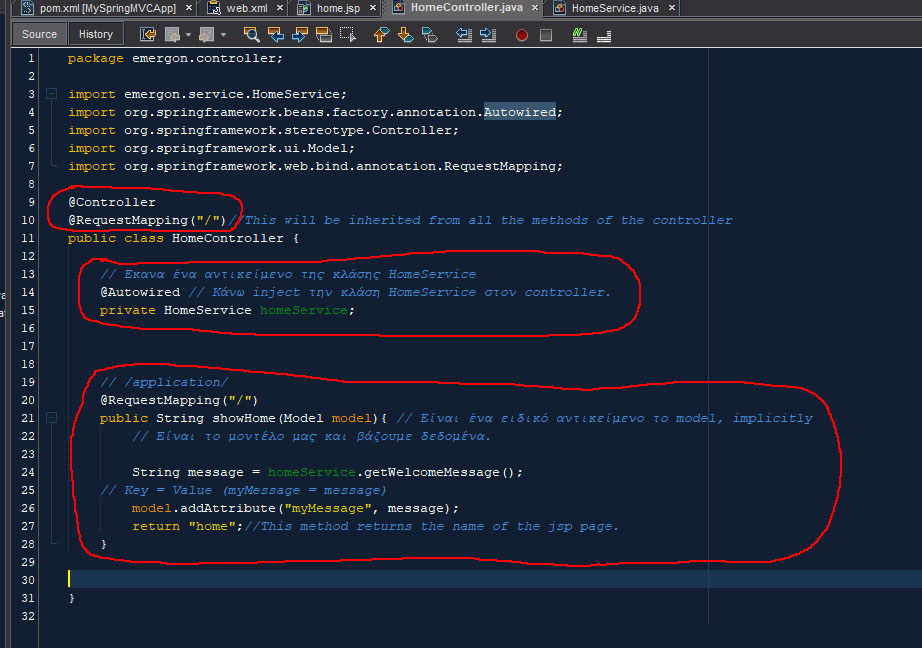 pom.xml [MySpringMVCApp] × web.xml × home.jsp × HomeController.java × HomeService.java ×
Source History
1 package emergon.controller;
2
3 import emergon.service.HomeService;
4 import org.springframework.beans.factory.annotation.Autowired;
5 import org.springframework.stereotype.Controller;
6 import org.springframework.ui.Model;
7 import org.springframework.web.bind.annotation.RequestMapping;
8
9 @Controller
10 @RequestMapping("/")//This will be inherited from all the methods of the controller
11 public class HomeController {
12
13 // Εκανα ένα αντικείμενο της κλάσης HomeService
14 @Autowired // Κάνω inject την κλάση HomeService στον controller.
15 private HomeService homeService;
16
17
18
19 // /application/
20 @RequestMapping("/")
21 public String showHome(Model model){ // Είναι ένα ειδικό αντικείμενο το model, implicitly
22 // Είναι το μοντέλο μας και βάζουμε δεδομένα.
23
24 String message = homeService.getWelcomeMessage();
25 // Key = Value (myMessage = message)
26 model.addAttribute("myMessage", message);
27 return "home";//This method returns the name of the jsp page.
28 }
29
30
31 }
32